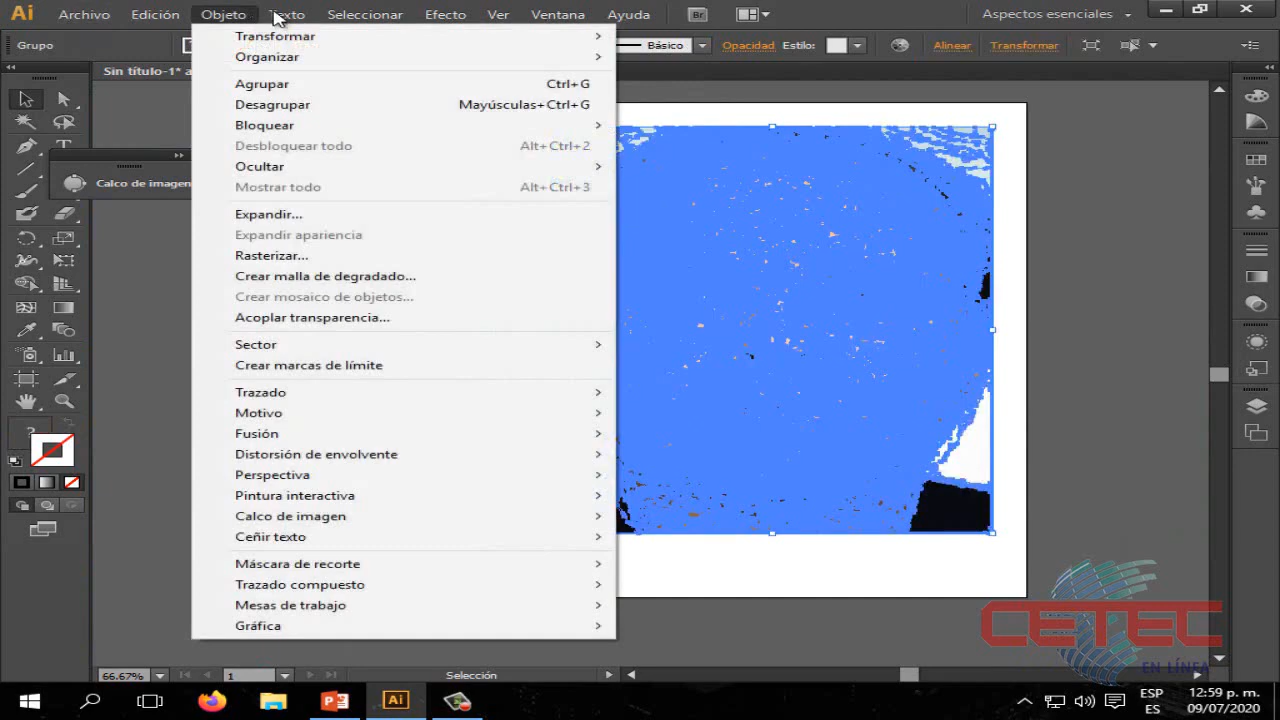 Ai Archivo Edición Objeto Texto Seleccionar Efecto Ver Ventana Ayuda Br Aspectos esenciales
Grupo Básico Opacidad Estilo: Alinear Transformar
Sin título-1* a
Calco de imagen
Transformar
Organizar
Agrupar Ctrl+G
Desagrupar Mayúsculas+Ctrl+G
Bloquear
Desbloquear todo Alt+Ctrl+2
Ocultar
Mostrar todo Alt+Ctrl+3
Expandir...
Expandir apariencia
Rasterizar...
Crear malla de degradado...
Crear mosaico de objetos...
Acoplar transparencia...
Sector
Crear marcas de límite
Trazado
Motivo
Fusión
Distorsión de envolvente
Perspectiva
Pintura interactiva
Calco de imagen
Ceñir texto
Máscara de recorte
Trazado compuesto
Mesas de trabajo
Gráfica
?
CETEC
EN LÍNEA
66.67% 1 Selección
Ai
ESP
ES
12:59 p. m.
09/07/2020